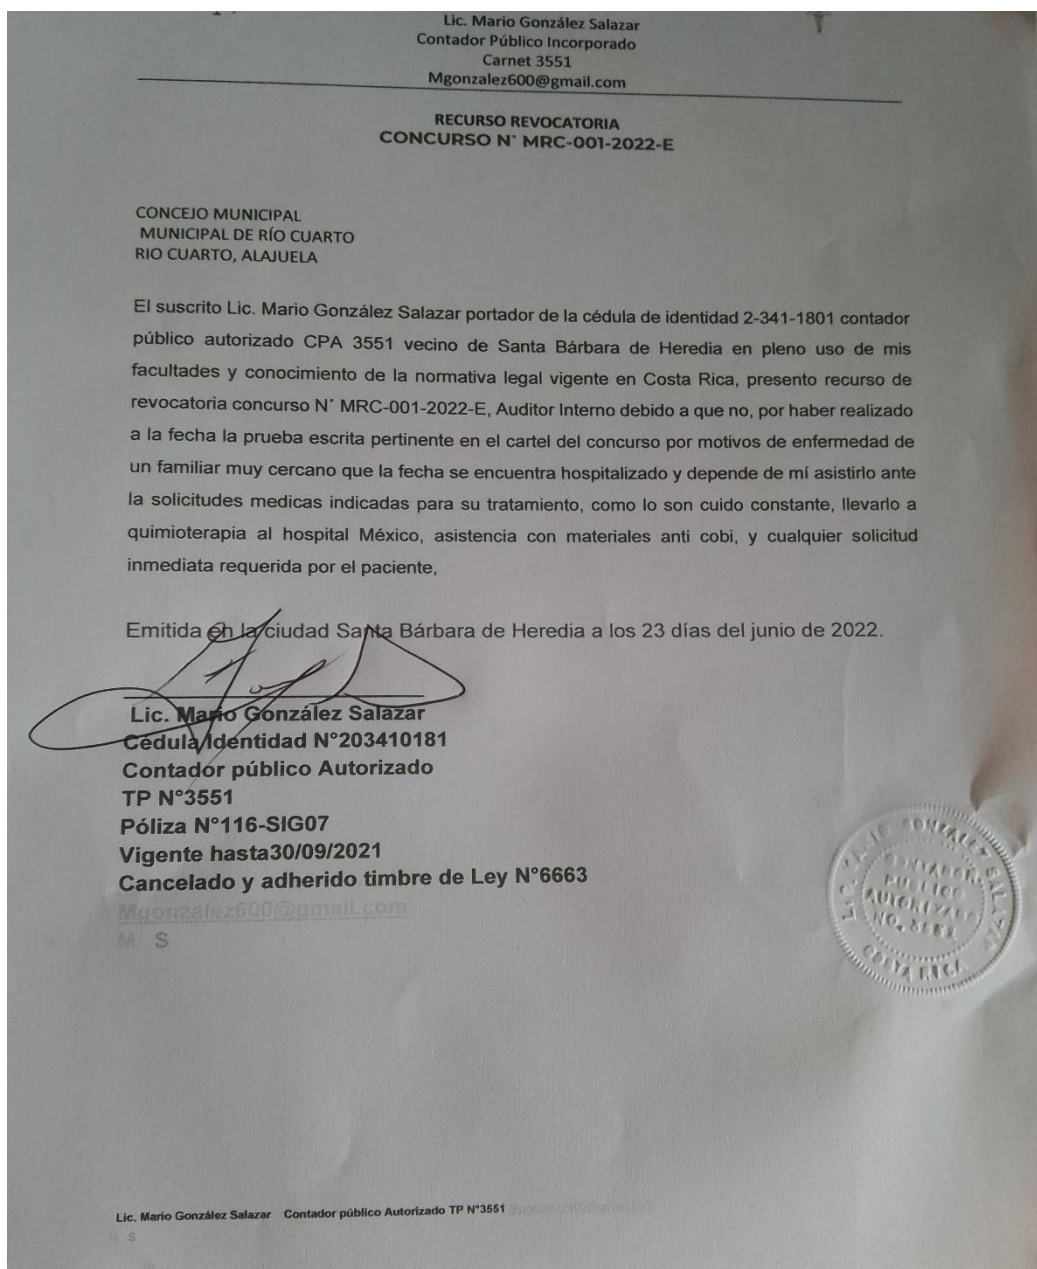 Lic. Mario González Salazar
Contador Público Incorporado
Carnet 3551
Mgonzalez600@gmail.com
RECURSO REVOCATORIA
CONCURSO N° MRC-001-2022-E
CONCEJO MUNICIPAL
MUNICIPAL DE RÍO CUARTO
RIO CUARTO, ALAJUELA
El suscrito Lic. Mario González Salazar portador de la cédula de identidad 2-341-1801 contador
público autorizado CPA 3551 vecino de Santa Bárbara de Heredia en pleno uso de mis
facultades y conocimiento de la normativa legal vigente en Costa Rica, presento recurso de
revocatoria concurso N° MRC-001-2022-E, Auditor Interno debido a que no, por haber realizado
a la fecha la prueba escrita pertinente en el cartel del concurso por motivos de enfermedad de
un familiar muy cercano que la fecha se encuentra hospitalizado y depende de mí asistirlo ante
la solicitudes medicas indicadas para su tratamiento, como lo son cuido constante, llevarlo a
quimioterapia al hospital México, asistencia con materiales anti cobi, y cualquier solicitud
inmediata requerida por el paciente,
Emitida en la ciudad Santa Bárbara de Heredia a los 23 días del junio de 2022.
Lic. Mario González Salazar
Cédula Identidad N°203410181
Contador público Autorizado
TP N°3551
Póliza N°116-SIG07
Vigente hasta30/09/2021
Cancelado y adherido timbre de Ley N°6663
Mgonzalez600@gmail.com
M S
LIC. MARIO GONZALEZ SALAZAR
CONTADOR
PUBLICO
AUTORIZADO
NO.
COSTA RICA
Lic. Mario González Salazar Contador público Autorizado TP N°3551
S